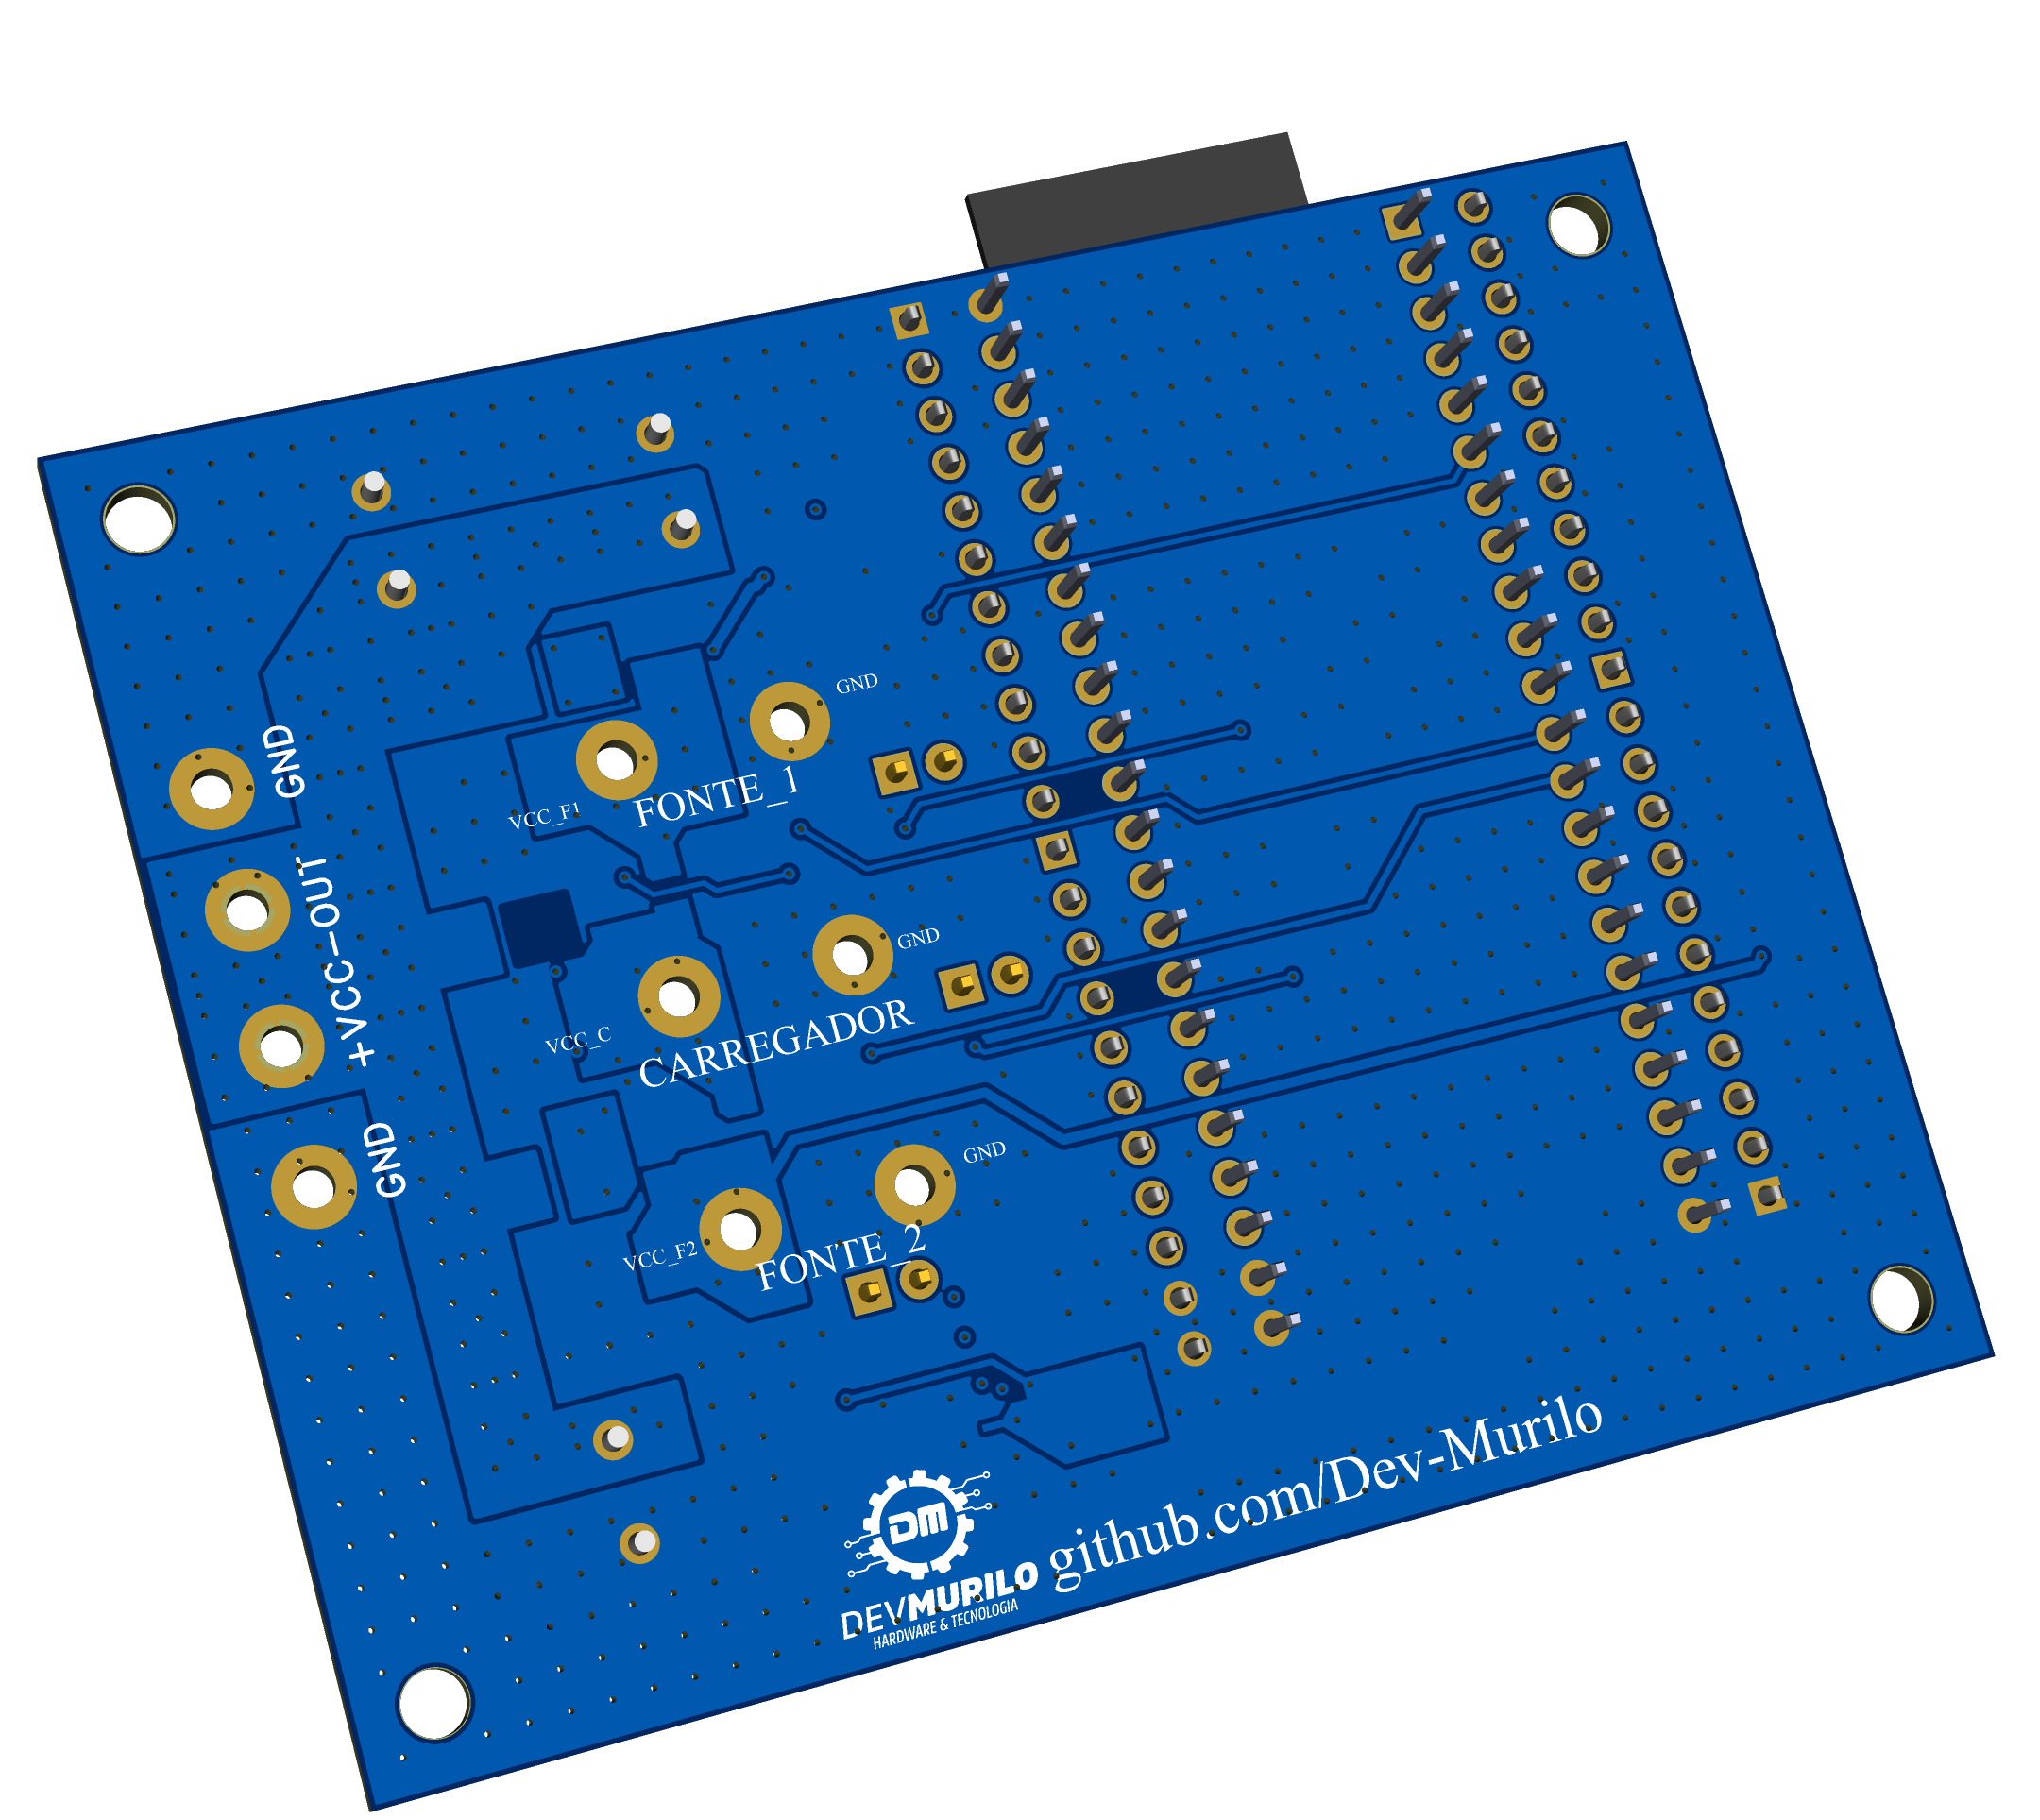 GND
GND
VCC_F1
FONTE_1
+VCC-OUT
GND
VCC_C
CARREGADOR
GND
GND
VCC_F2
FONTE_2
DM
DEVMURILO
HARDWARE & TECNOLOGIA
github.com/Dev-Murilo